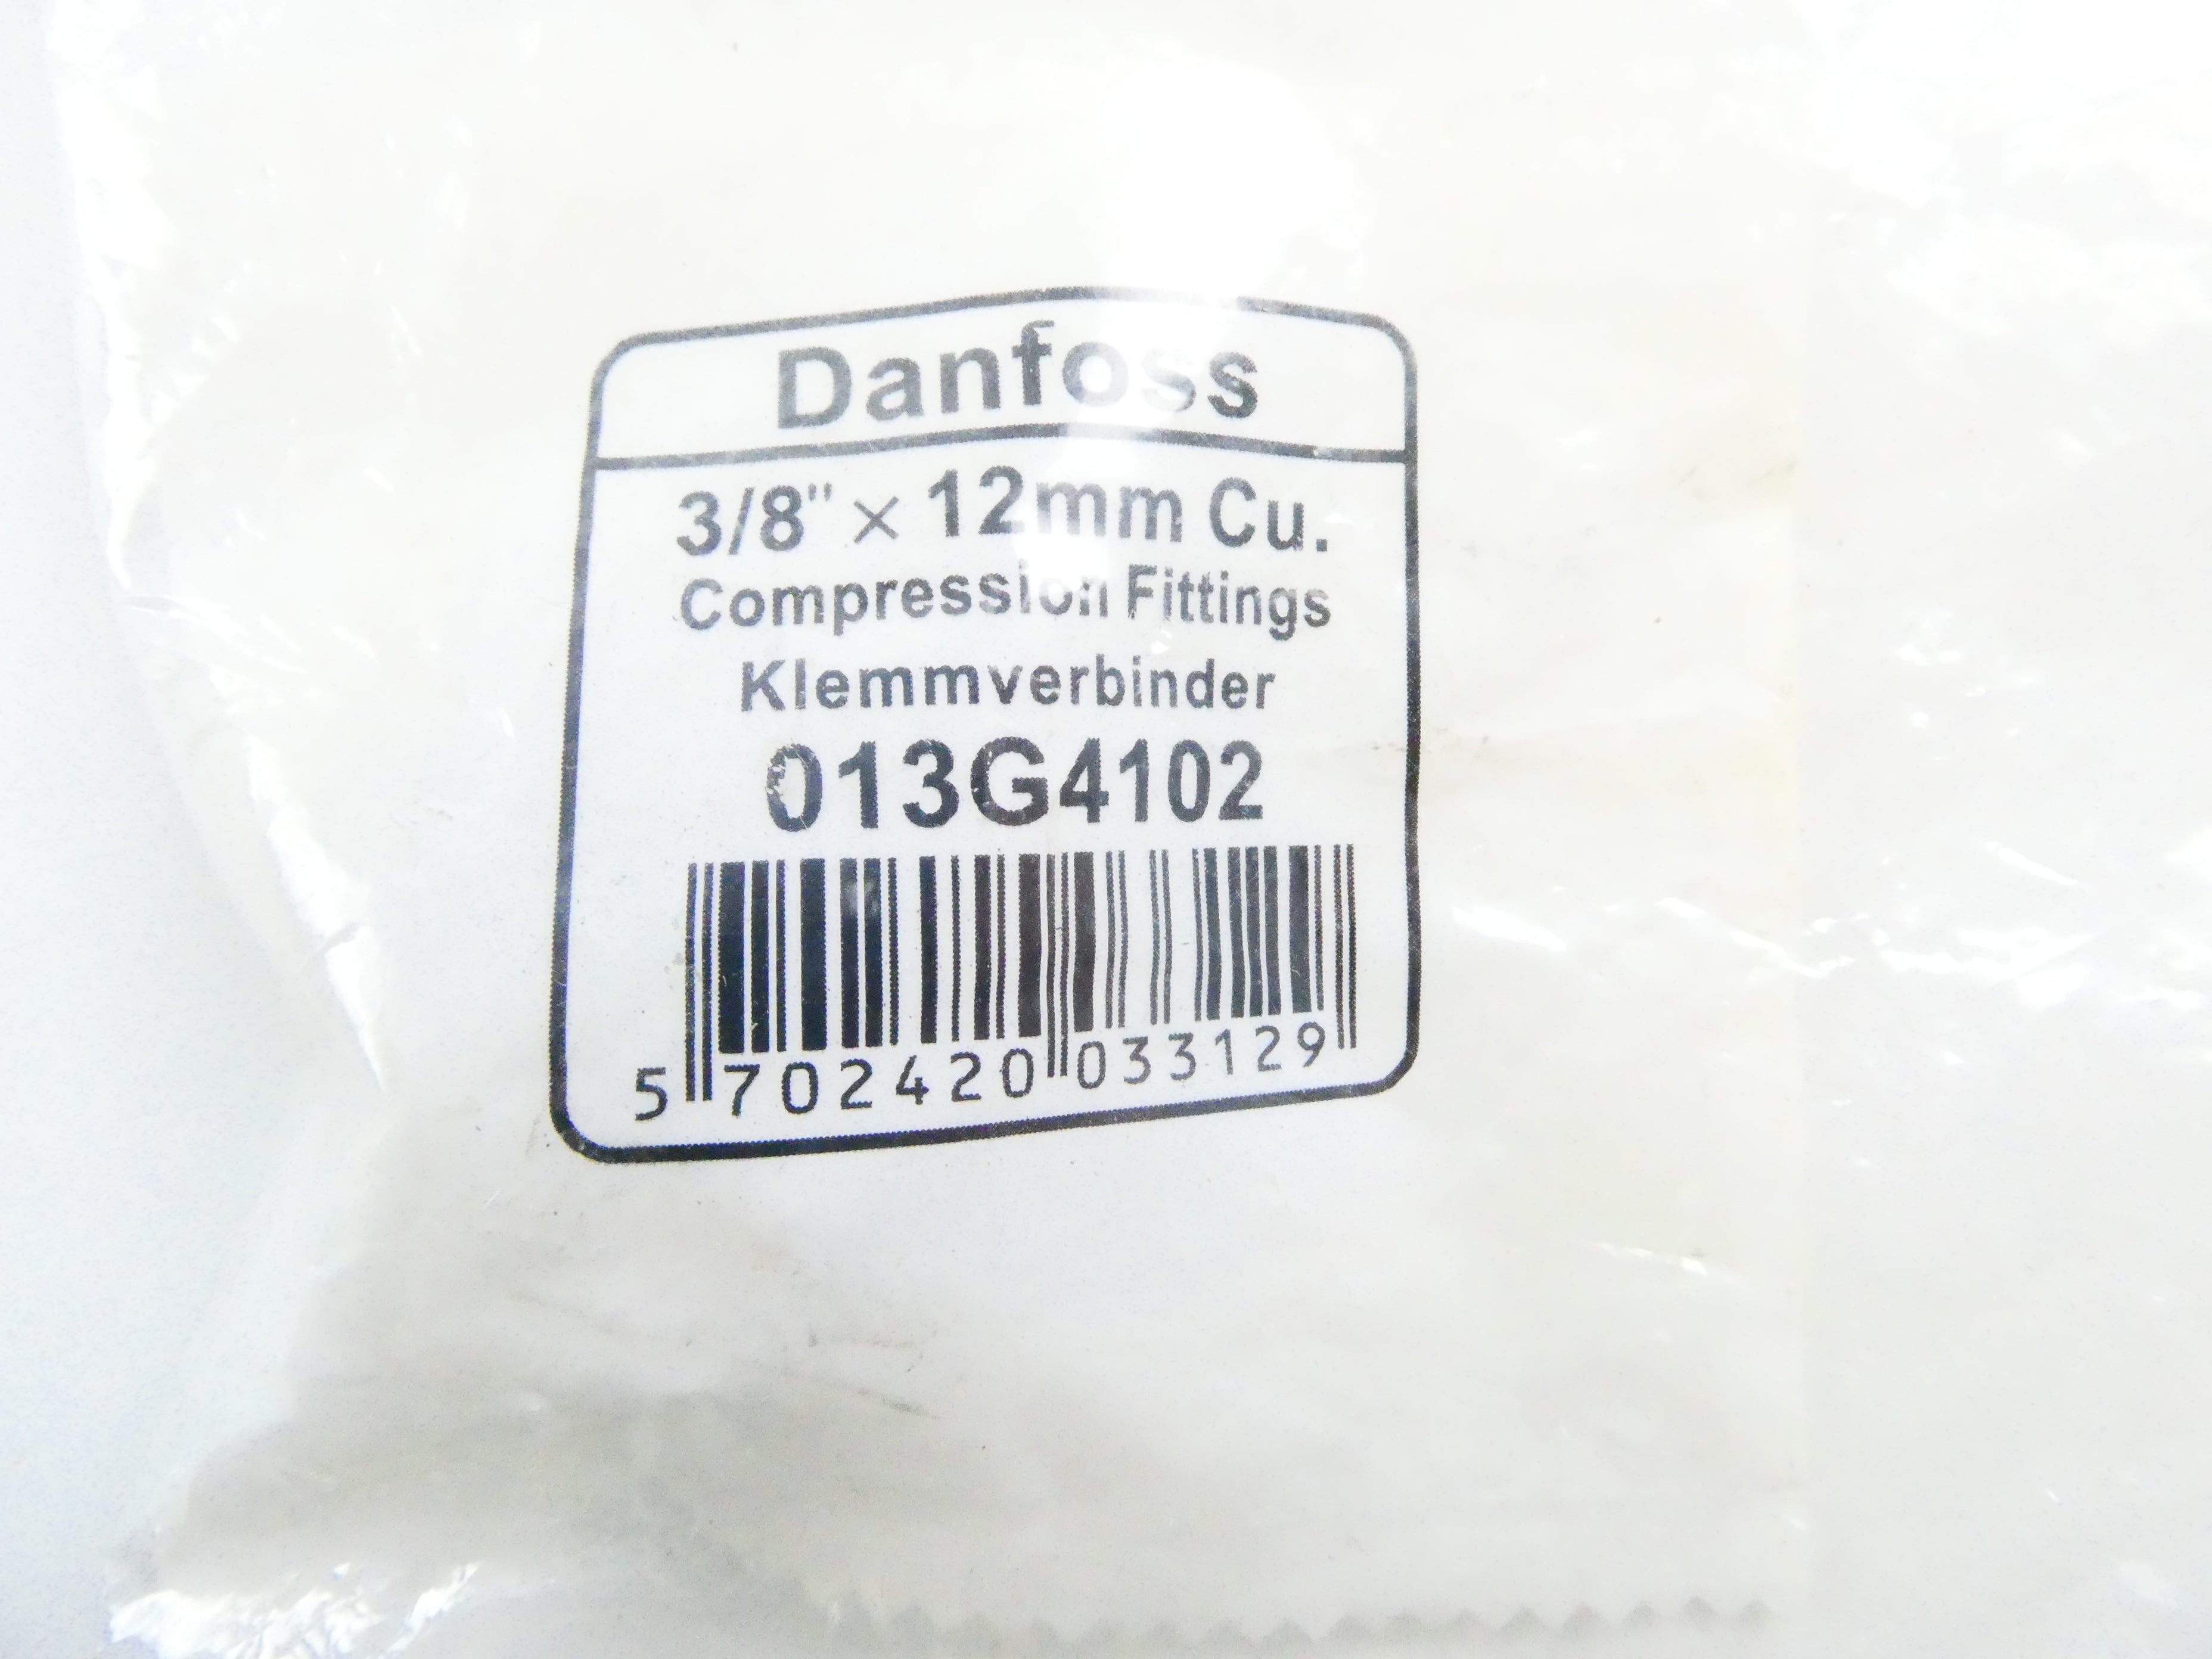 Danfoss
3/8" × 12mm Cu.
Compression Fittings
Klemmverbinder
013G4102
5 702420 033129